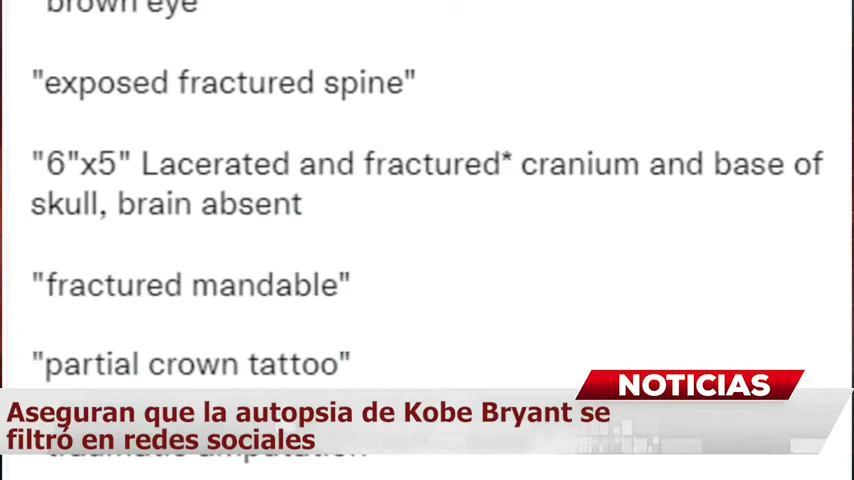 "brown eye
"exposed fractured spine"
"6"x5" Lacerated and fractured* cranium and base of
skull, brain absent
"fractured mandable"
"partial crown tattoo"
NOTICIAS
Aseguran que la autopsia de Kobe Bryant se
filtró en redes sociales